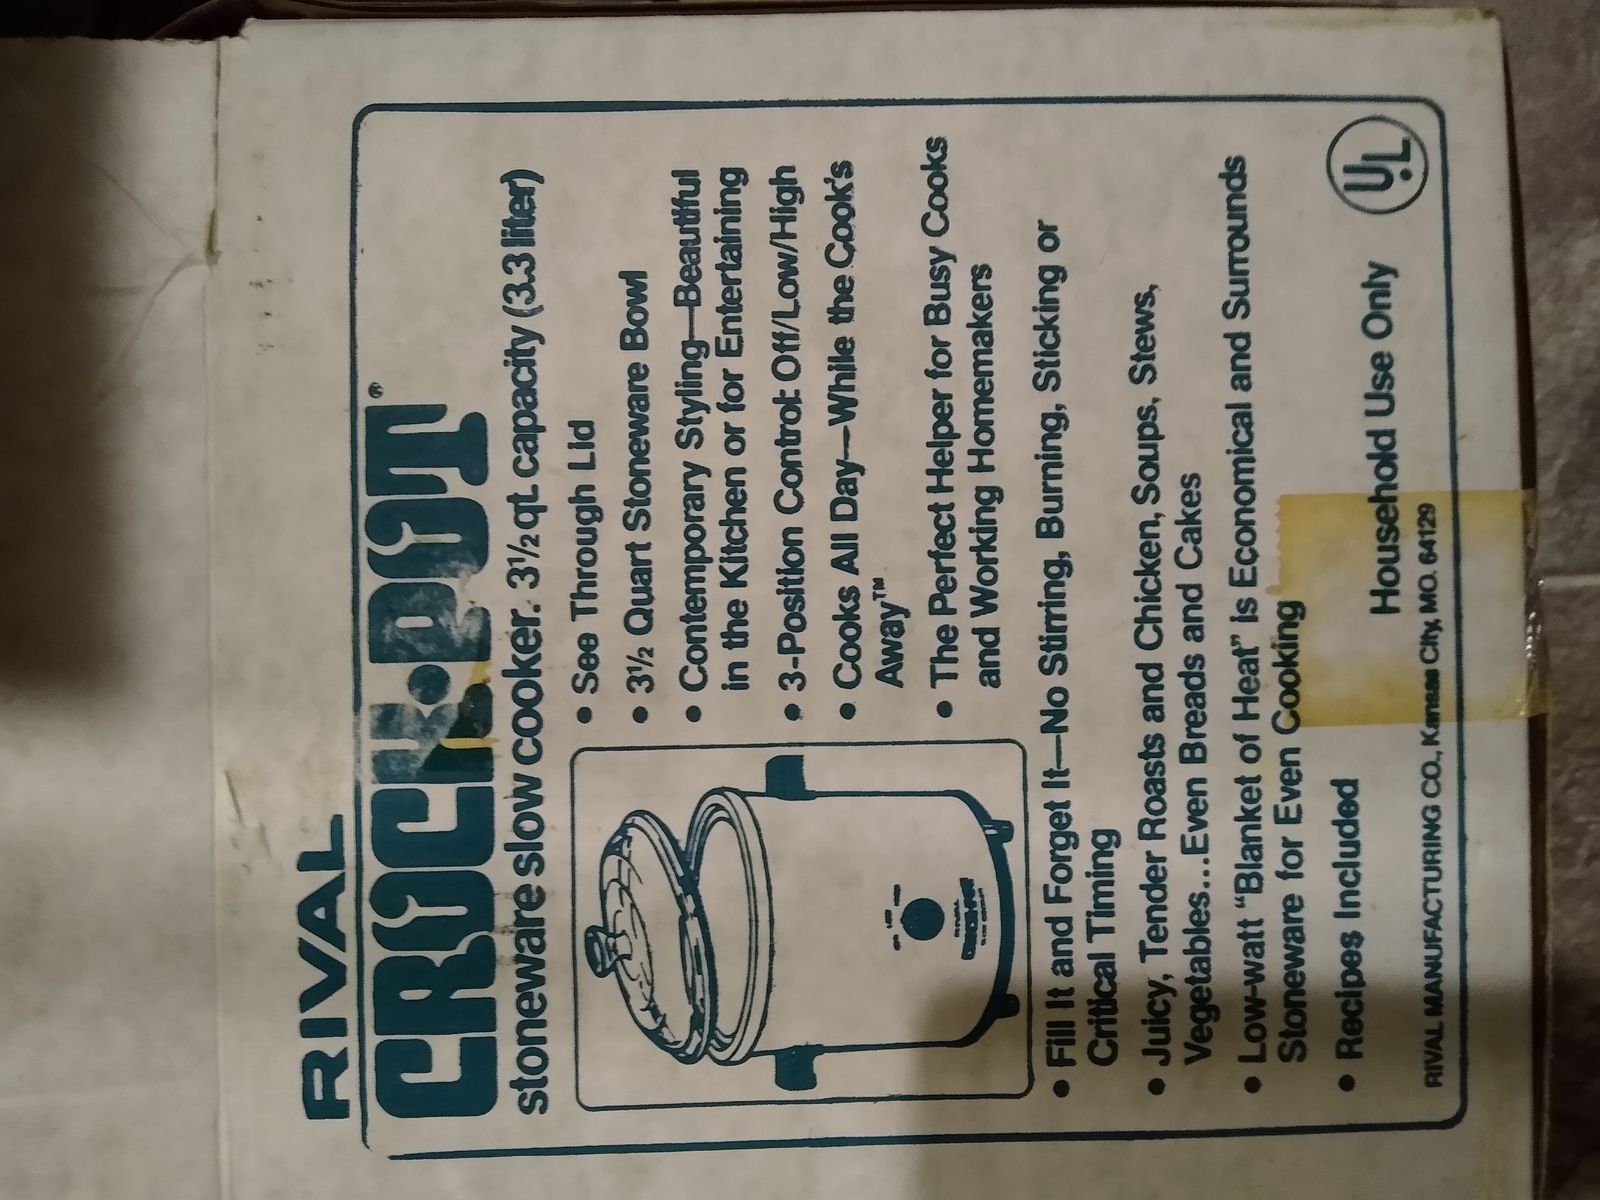 RIVAL
CROCK·POT®
stoneware slow cooker. 3½ qt. capacity (3.3 liter)
• See Through Lid
• 3½ Quart Stoneware Bowl
• Contemporary Styling—Beautiful
in the Kitchen or for Entertaining
• 3-Position Control: Off/Low/High
• Cooks All Day—While the Cook's
Away™
• The Perfect Helper for Busy Cooks
and Working Homemakers
• Fill It and Forget It—No Stirring, Burning, Sticking or
Critical Timing
• Juicy, Tender Roasts and Chicken, Soups, Stews,
Vegetables...Even Breads and Cakes
• Low-watt “Blanket of Heat” is Economical and Surrounds
Stoneware for Even Cooking
• Recipes Included
Household Use Only
UL
RIVAL MANUFACTURING CO., Kansas City, MO. 64129